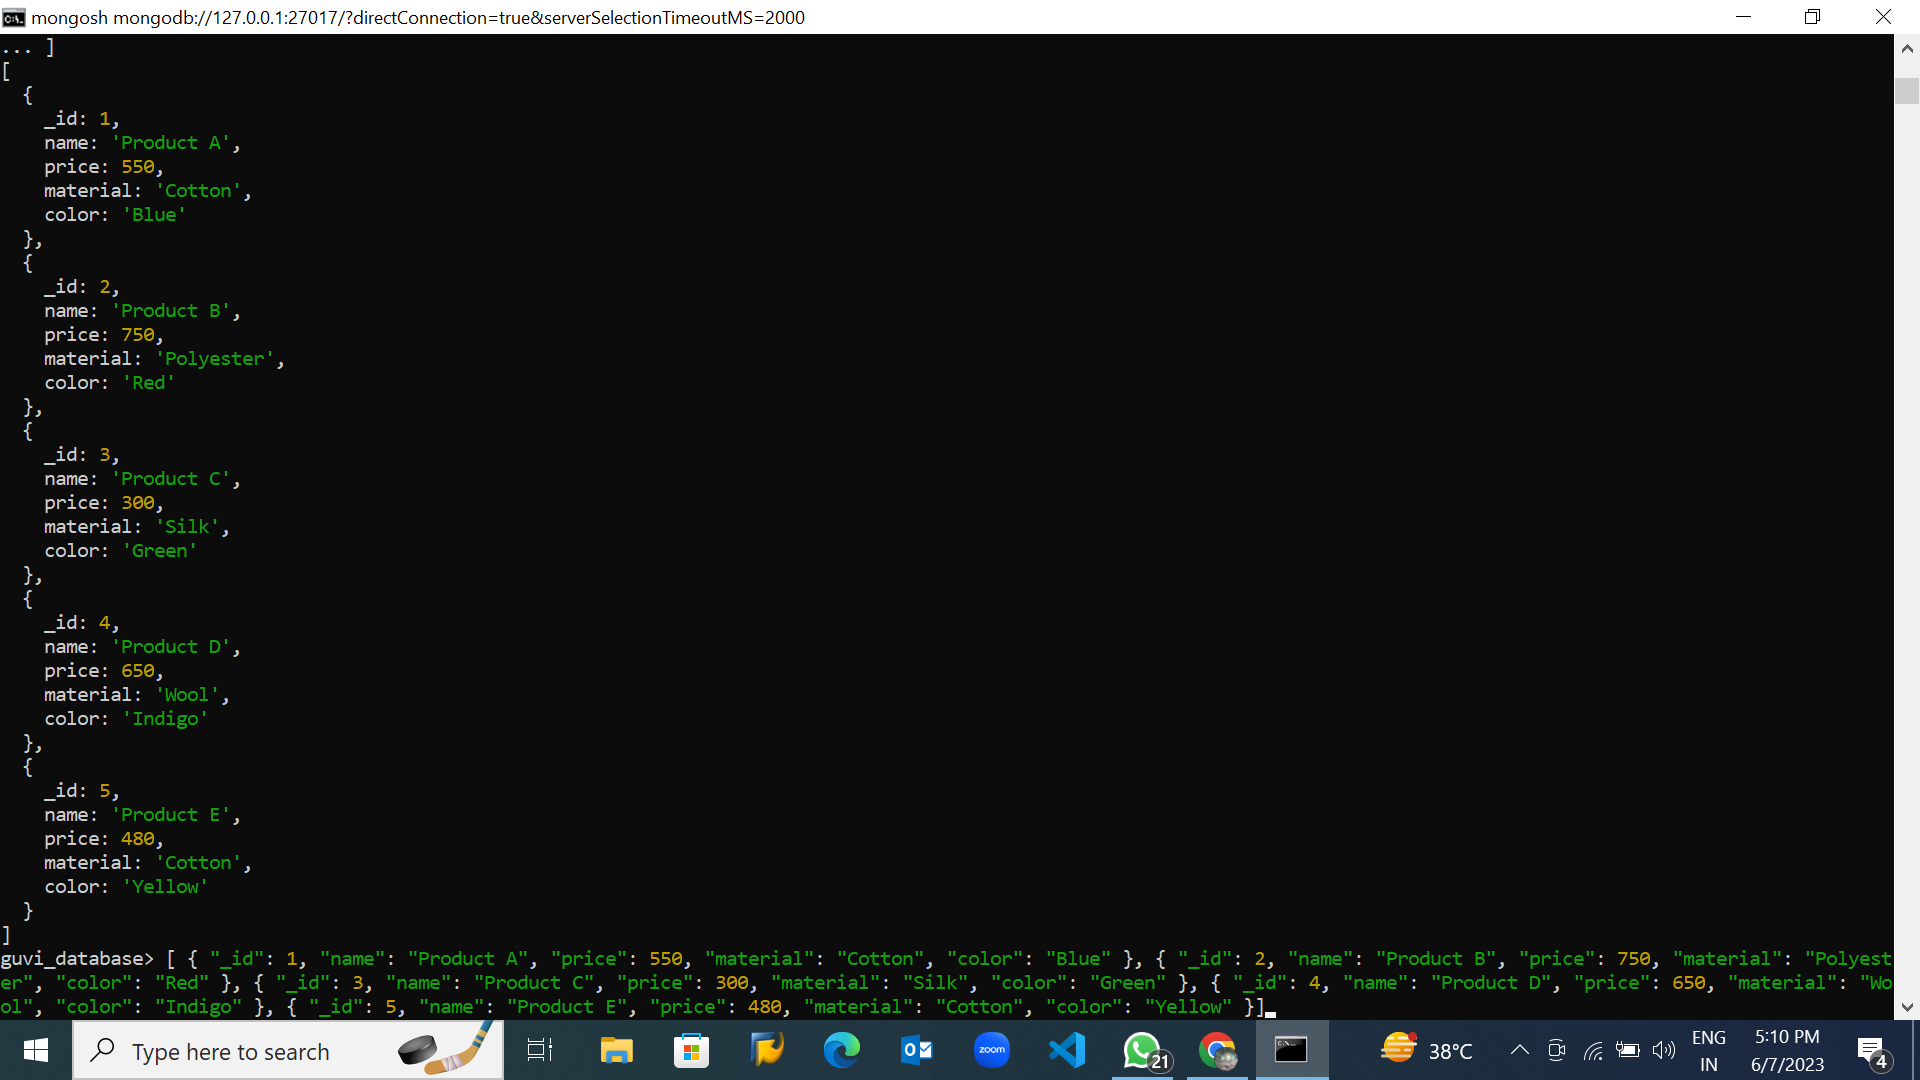 mongosh mongodb://127.0.0.1:27017/?directConnection=true&serverSelectionTimeoutMS=2000
... ]
[
  {
    _id: 1,
    name: 'Product A',
    price: 550,
    material: 'Cotton',
    color: 'Blue'
  },
  {
    _id: 2,
    name: 'Product B',
    price: 750,
    material: 'Polyester',
    color: 'Red'
  },
  {
    _id: 3,
    name: 'Product C',
    price: 300,
    material: 'Silk',
    color: 'Green'
  },
  {
    _id: 4,
    name: 'Product D',
    price: 650,
    material: 'Wool',
    color: 'Indigo'
  },
  {
    _id: 5,
    name: 'Product E',
    price: 480,
    material: 'Cotton',
    color: 'Yellow'
  }
]
guvi_database> [ { "_id": 1, "name": "Product A", "price": 550, "material": "Cotton", "color": "Blue" }, { "_id": 2, "name": "Product B", "price": 750, "material": "Polyest
er", "color": "Red" }, { "_id": 3, "name": "Product C", "price": 300, "material": "Silk", "color": "Green" }, { "_id": 4, "name": "Product D", "price": 650, "material": "Wo
ol", "color": "Indigo" }, { "_id": 5, "name": "Product E", "price": 480, "material": "Cotton", "color": "Yellow" }]
Type here to search
zoom
21
38°C
ENG
IN
5:10 PM
6/7/2023
4